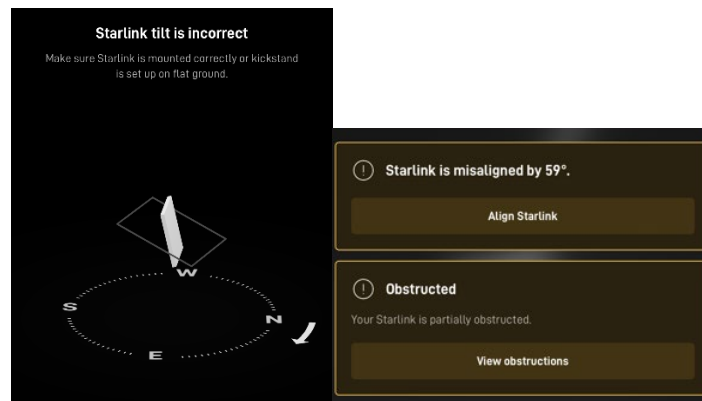 Starlink tilt is incorrect
Make sure Starlink is mounted correctly or kickstand
is set up on flat ground.
W
S
N
E
Starlink is misaligned by 59°.
Align Starlink
Obstructed
Your Starlink is partially obstructed.
View obstructions